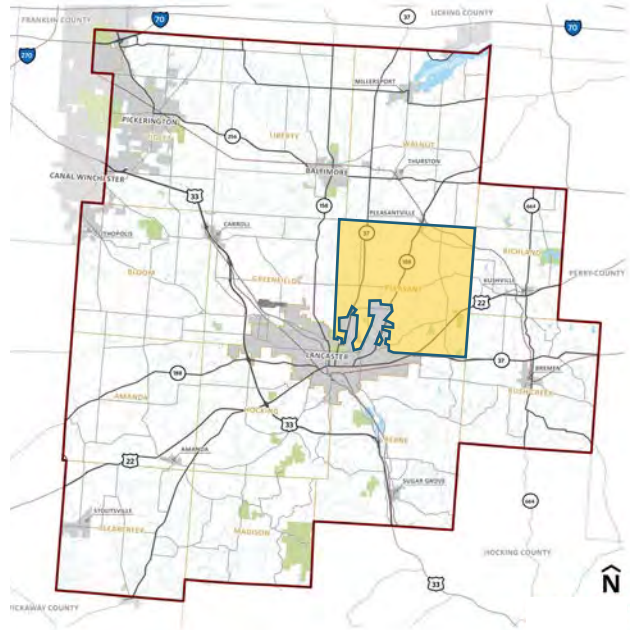 FRANKLIN COUNTY
70
37
LICKING COUNTY
70
270
MILLERSPORT
PICKERINGTON
256
LIBERTY
WALNUT
THURSTON
BALTIMORE
CANAL WINCHESTER
33
158
664
PLEASANTVILLE
LITHOPOLIS
CARROLL
37
RICHLAND
BLOOM
188
PERRY COUNTY
GREENFIELD
PLEASANT
RUSHVILLE
22
LANCASTER
37
188
BREMEN
RUSHCREEK
AMANDA
HOCKING
33
BERNE
AMANDA
22
SUGAR GROVE
664
STOUTSVILLE
CLEARCREEK
MADISON
HOCKING COUNTY
33
N
PICKAWAY COUNTY